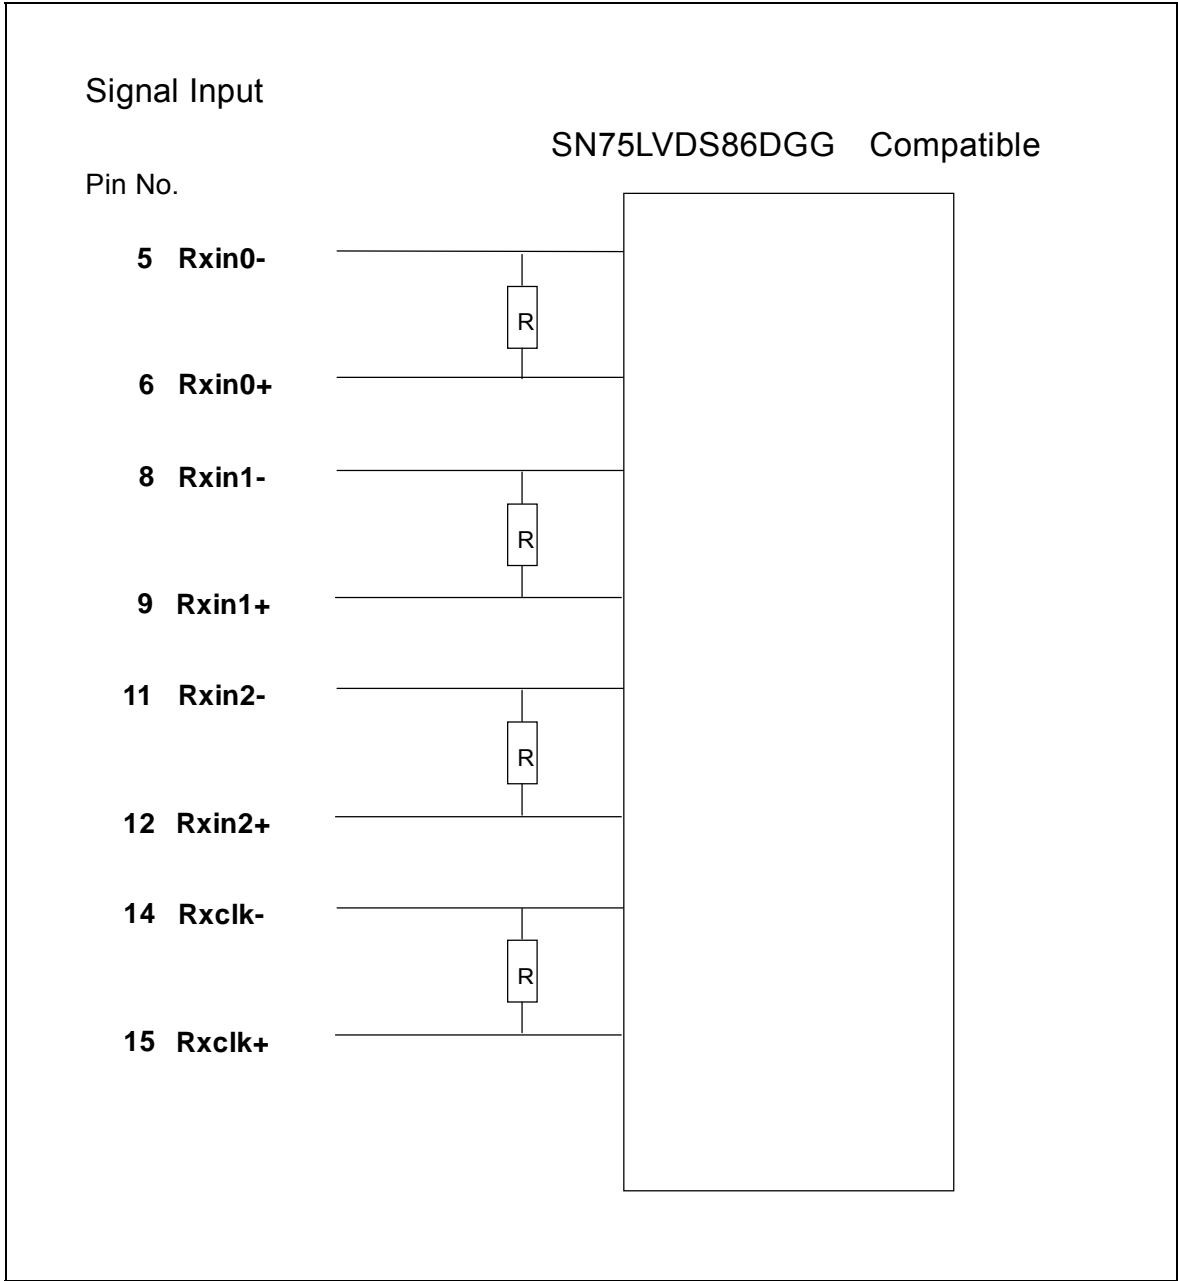 Signal Input
SN75LVDS86DGG Compatible
Pin No.
5 Rxin0-
R
6 Rxin0+
8 Rxin1-
R
9 Rxin1+
11 Rxin2-
R
12 Rxin2+
14 Rxclk-
R
15 Rxclk+